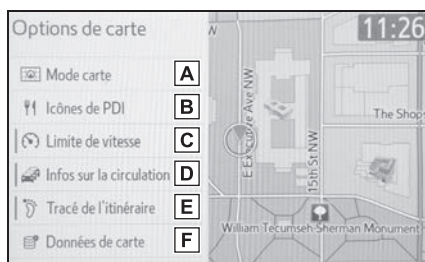 Options de carte
N
11:26
Mode carte A
Icônes de PDI B
Limite de vitesse C
Infos sur la circulation D
Tracé de l'itinéraire E
Données de carte F
E Executive Ave NW
15th St NW
The Shops
William Tecumseh Sherman Monument